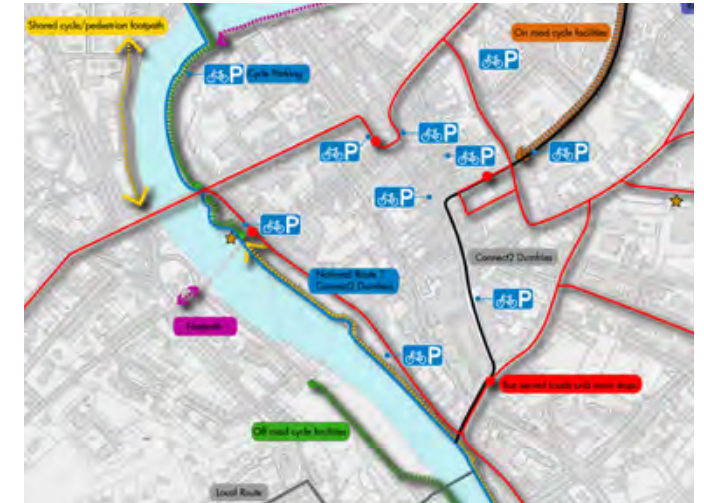 Shared cycle/pedestrian footpath
On road cycle facilities
P
P Cycle Parking
P
P
P
P
P
P
Connect2 Dumfries
National Route 7
Connect2 Dumfries
P
Footpath
P
Bus served roads and main stops
Off road cycle facilities
Local Route